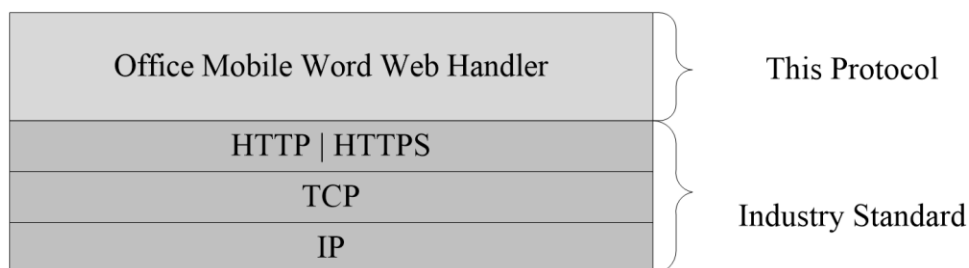 Office Mobile Word Web Handler
This Protocol
HTTP | HTTPS
TCP
Industry Standard
IP